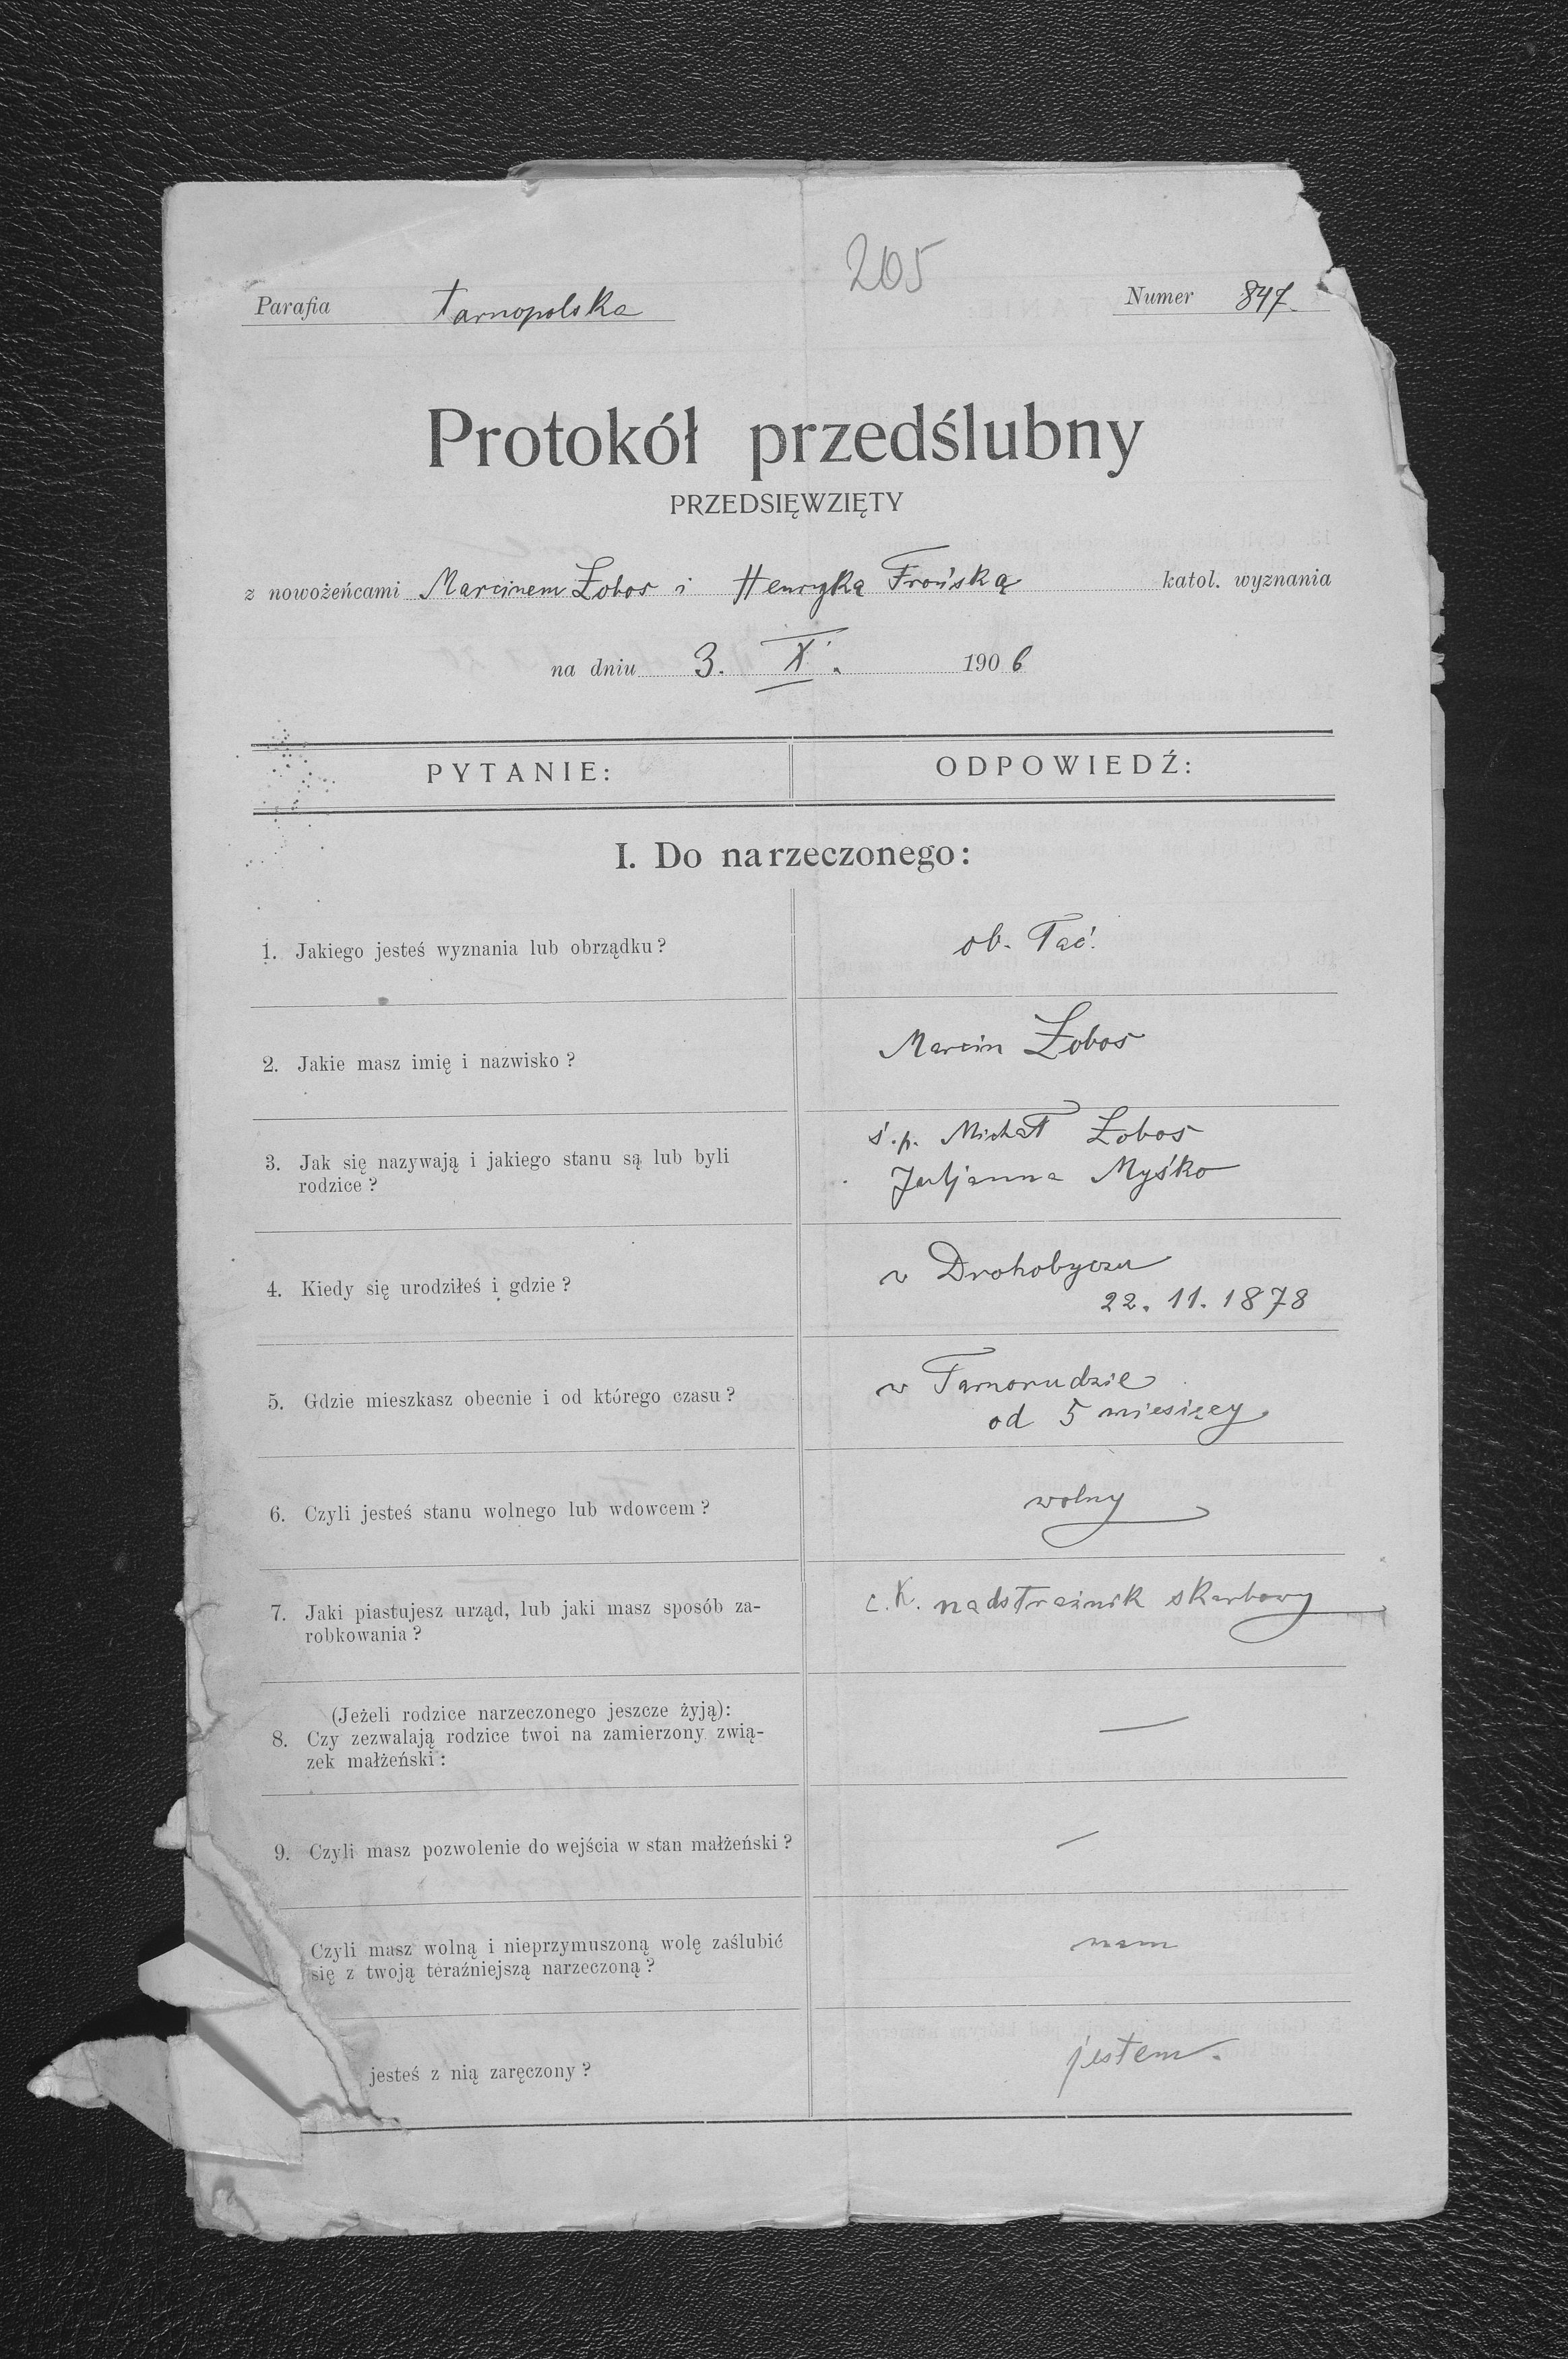 205
Parafia Tarnopolska Numer 847.
Protokół przedślubny
PRZEDSIĘWZIĘTY
z nowożeńcami Marcinem Łobos i Henryką Frońską katol. wyznania
na dniu 3. X. 1906
PYTANIE: ODPOWIEDŹ:
I. Do narzeczonego:
1. Jakiego jesteś wyznania lub obrządku? ob. łać.
2. Jakie masz imię i nazwisko? Marcin Łobos
3. Jak się nazywają i jakiego stanu są lub byli
rodzice?
ś.p. Michał Łobos
Juljanna Myśko
4. Kiedy się urodziłeś i gdzie?
w Drohobyczu
22. 11. 1878
5. Gdzie mieszkasz obecnie i od którego czasu?
w Tarnorudzie
od 5 miesięcy
6. Czyli jesteś stanu wolnego lub wdowcem? wolny
7. Jaki piastujesz urząd, lub jaki masz sposób za-
robkowania?
c.k. nadstrażnik skarbowy
(Jeżeli rodzice narzeczonego jeszcze żyją):
8. Czy zezwalają rodzice twoi na zamierzony zwią-
zek małżeński: —
9. Czyli masz pozwolenie do wejścia w stan małżeński? —
Czyli masz wolną i nieprzymuszoną wolę zaślubić
się z twoją teraźniejszą narzeczoną?
mam
jesteś z nią zaręczony? jestem.